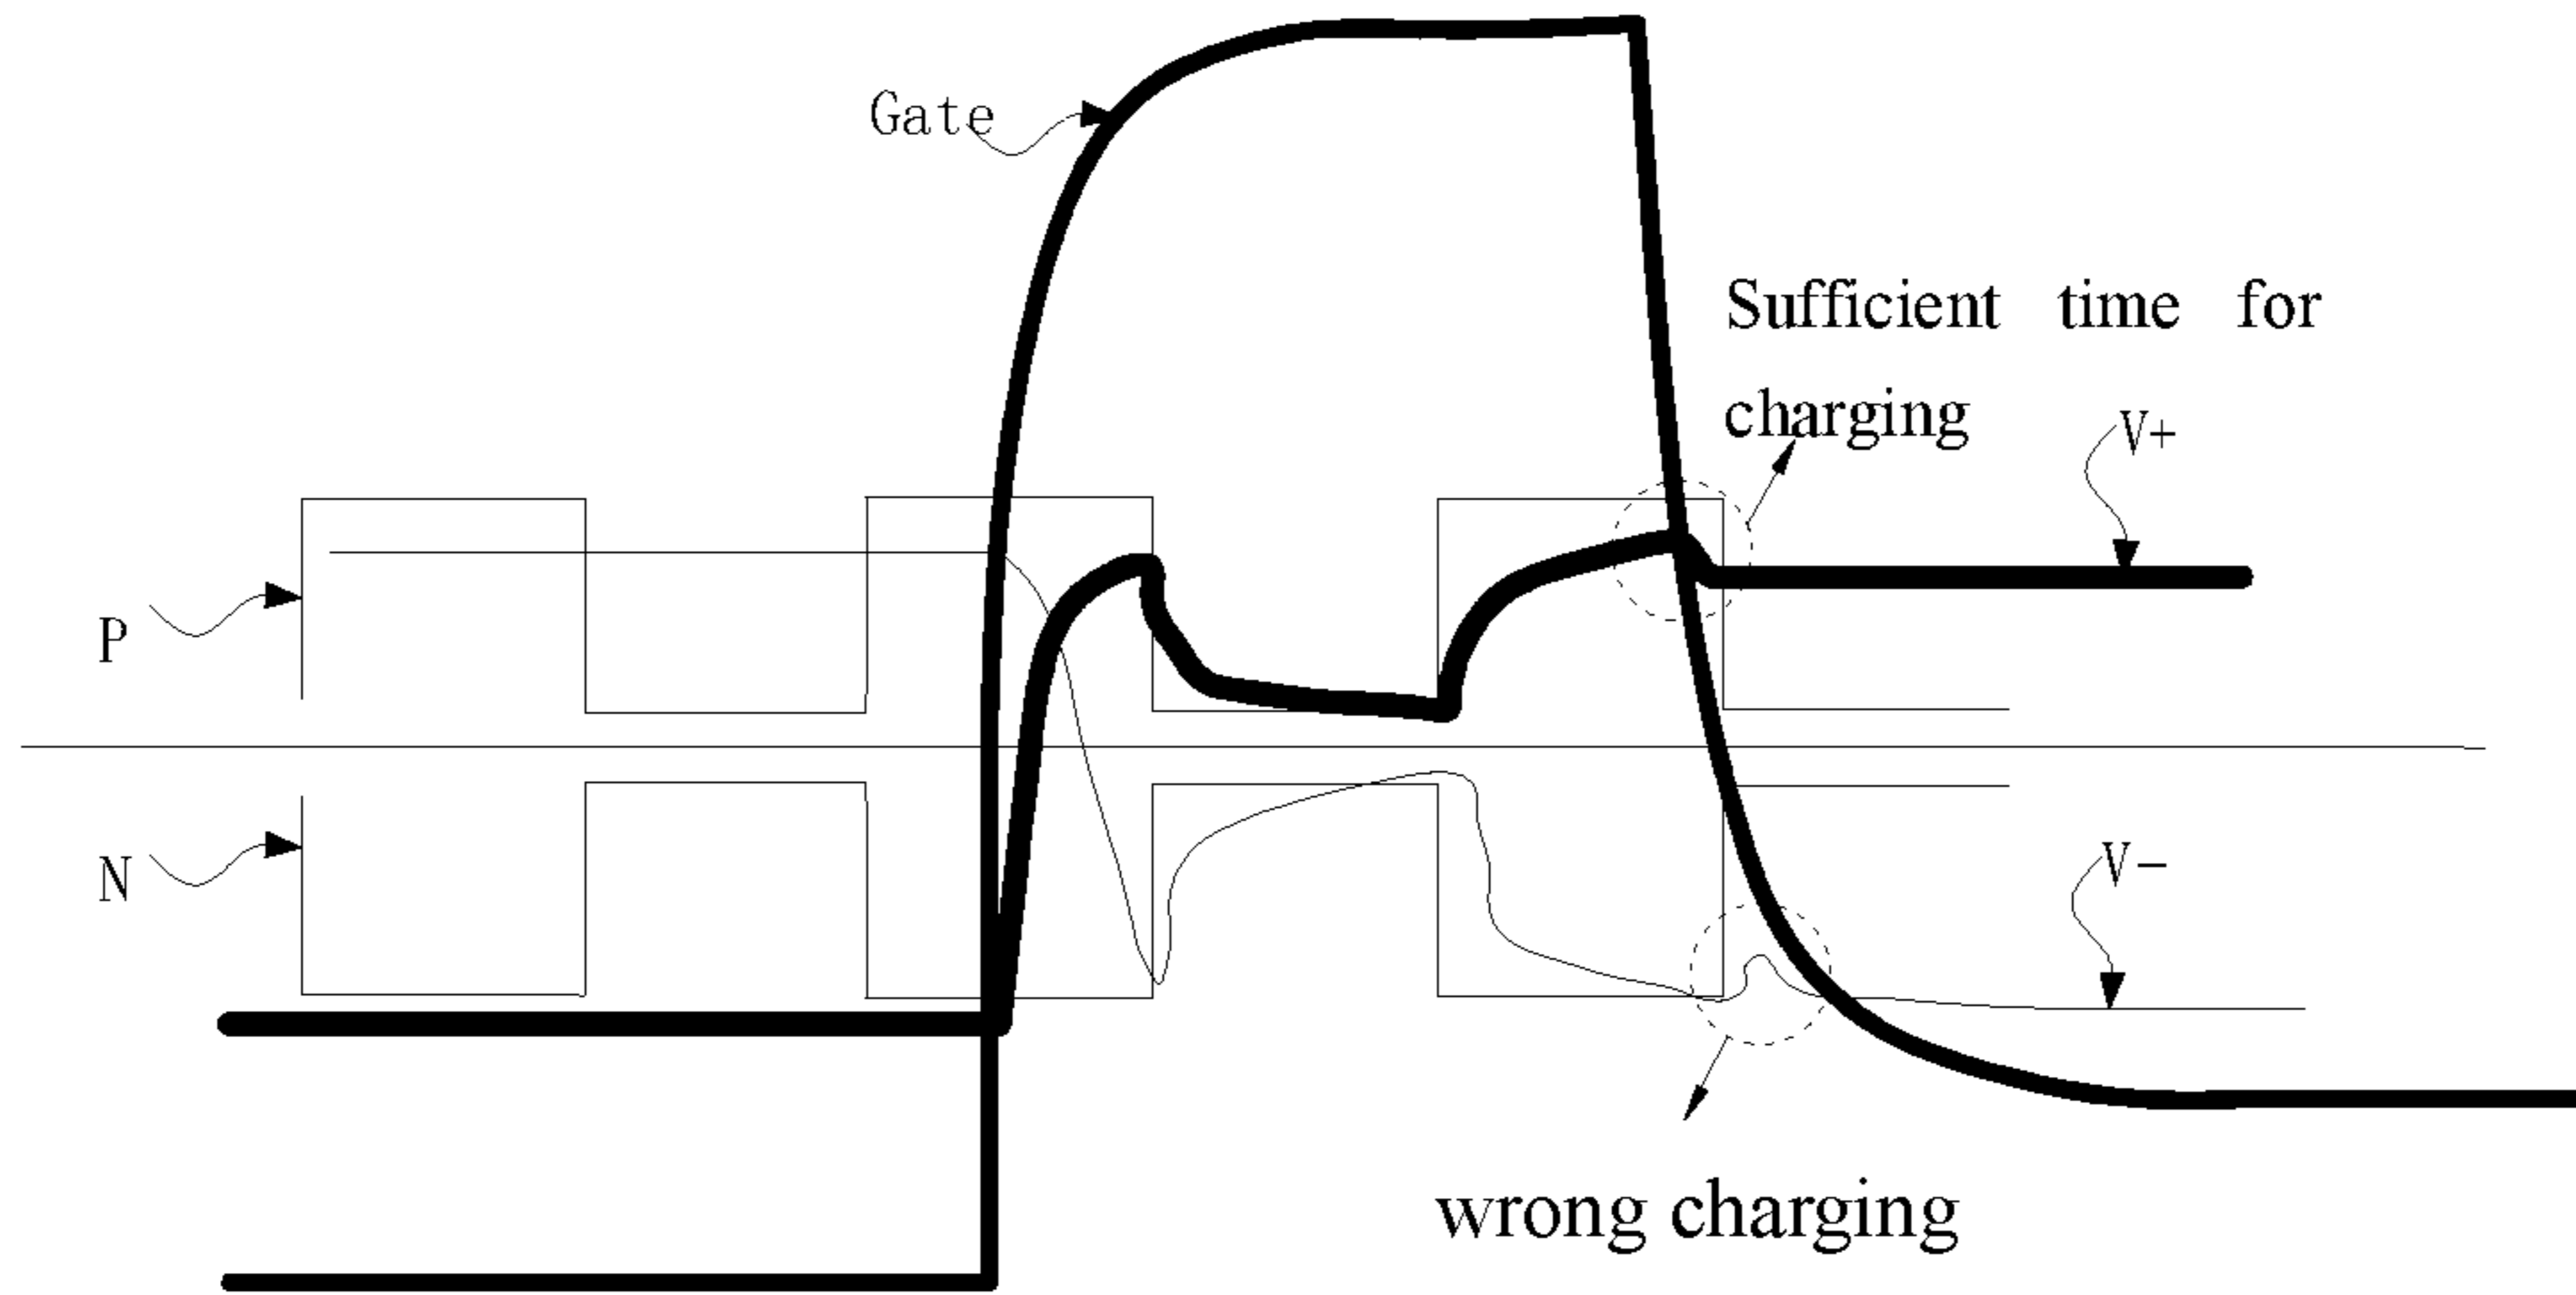 Gate
Sufficient time for
charging
V+
P
N
V-
wrong charging